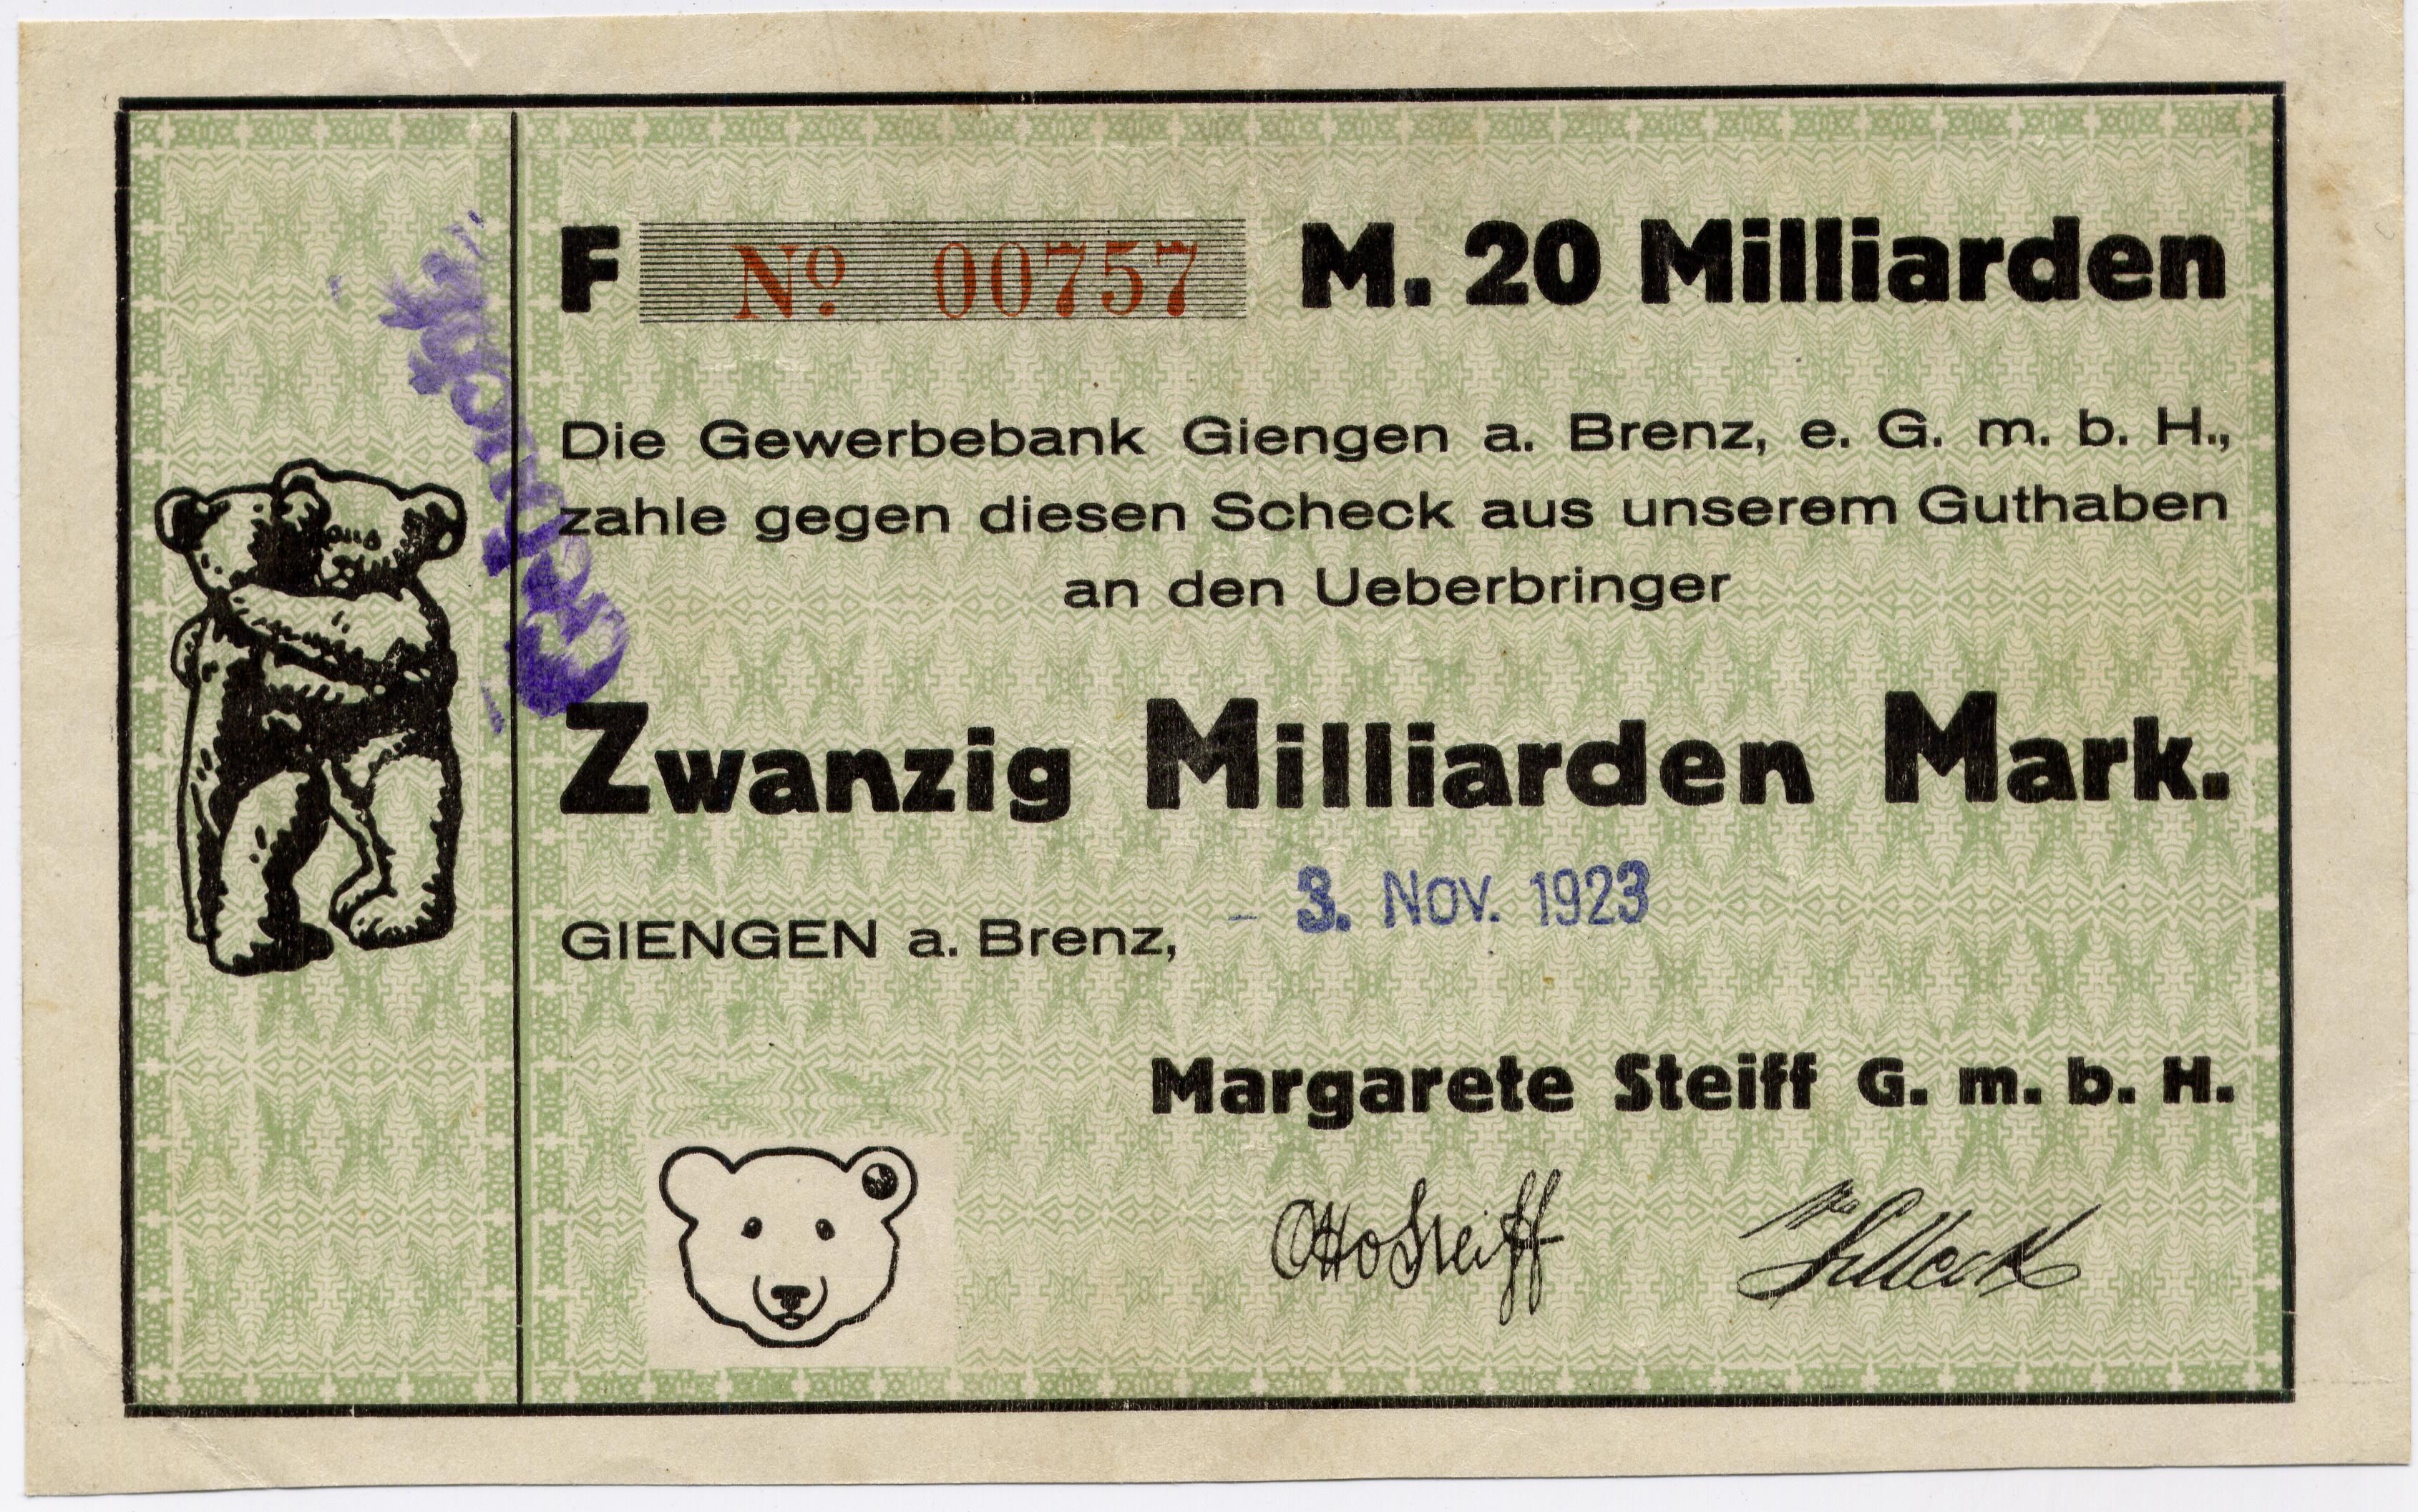 F № 00757 M. 20 Milliarden
Die Gewerbebank Giengen a. Brenz, e. G. m. b. H.,
zahle gegen diesen Scheck aus unserem Guthaben
an den Ueberbringer
Zwanzig Milliarden Mark.
GIENGEN a. Brenz, - 3. Nov. 1923
Margarete Steiff G. m. b. H.
Otto Steiff